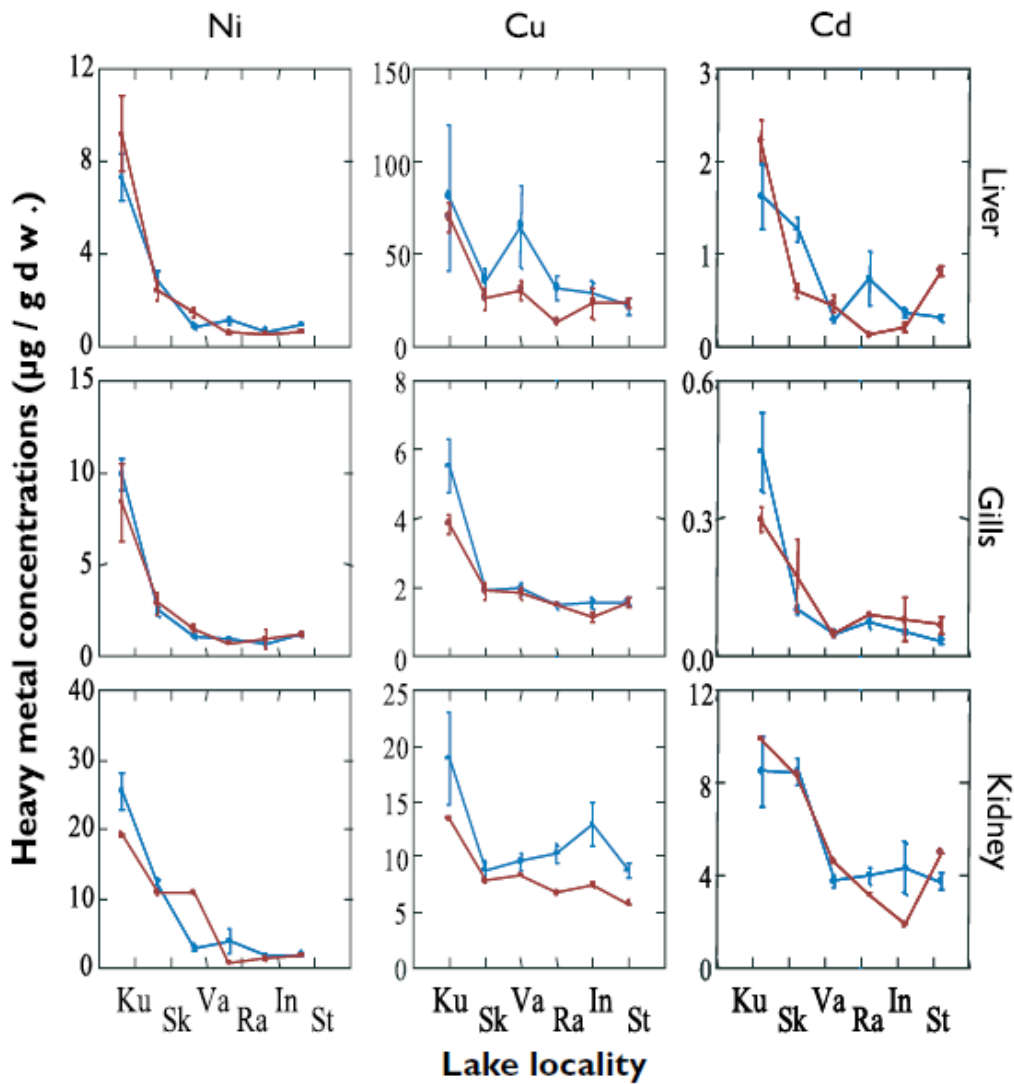 Ni Cu Cd
12 150 3
8 100 2
4 50 1
0 0 0
Liver
15 8 0.6
10 6
5 4 0.3
2
0 0 0.0
Gills
40 25 12
30 20
20 15 8
10 10 4
5
0 0 0
Kidney
Heavy metal concentrations (µg / g d w .)
Ku Sk Va Ra In St Ku Sk Va Ra In St Ku Sk Va Ra In St
Lake locality